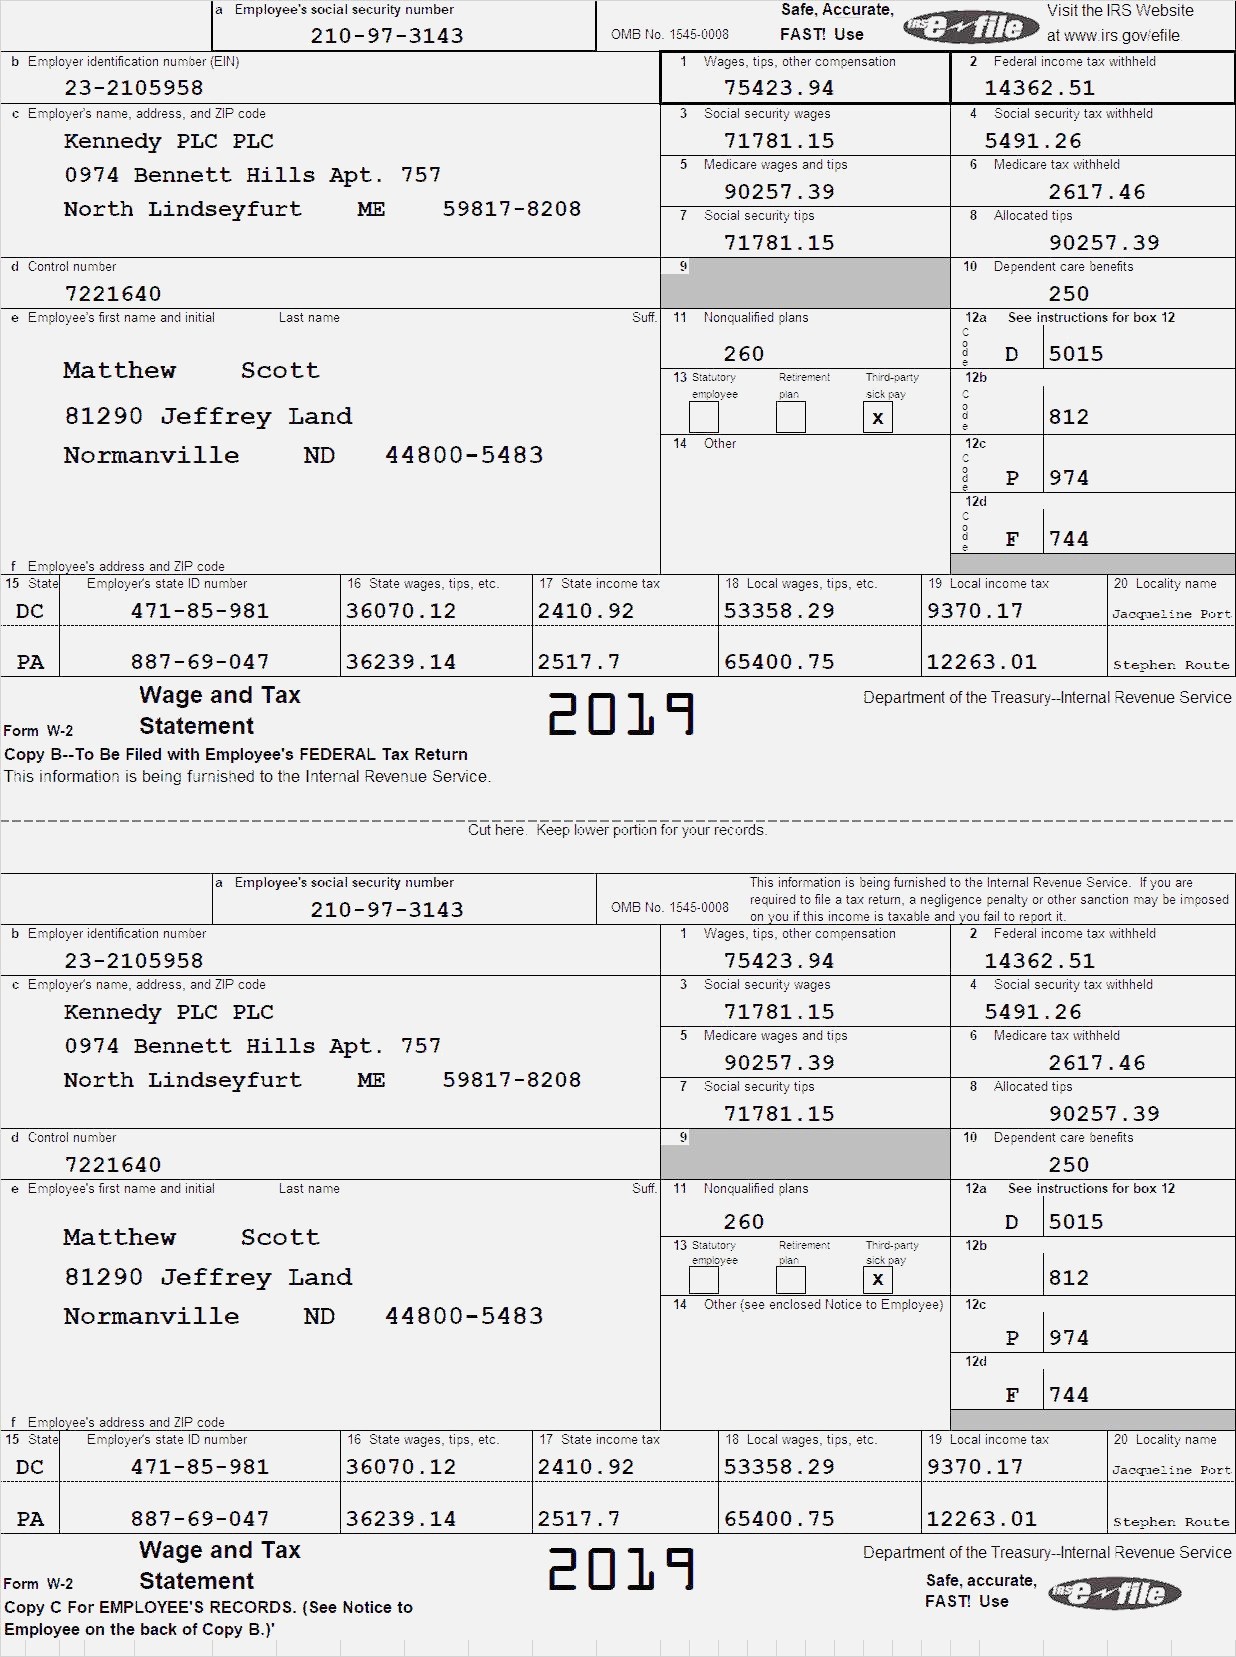 a Employee's social security number
210-97-3143
OMB No. 1545-0008
Safe, Accurate,
FAST! Use
IRS e-file
Visit the IRS Website
at www.irs.gov/efile
b Employer identification number (EIN)
23-2105958
1 Wages, tips, other compensation
75423.94
2 Federal income tax withheld
14362.51
c Employer's name, address, and ZIP code
Kennedy PLC PLC
0974 Bennett Hills Apt. 757
North Lindseyfurt ME 59817-8208
3 Social security wages
71781.15
4 Social security tax withheld
5491.26
5 Medicare wages and tips
90257.39
6 Medicare tax withheld
2617.46
7 Social security tips
71781.15
8 Allocated tips
90257.39
d Control number
7221640
9
10 Dependent care benefits
250
e Employee's first name and initial Last name Suff.
Matthew Scott
81290 Jeffrey Land
Normanville ND 44800-5483
11 Nonqualified plans
260
12a See instructions for box 12
Code D 5015
13 Statutory employee Retirement plan Third-party sick pay
x
12b
Code 812
14 Other
12c
Code P 974
12d
Code F 744
f Employee's address and ZIP code
15 State Employer's state ID number 16 State wages, tips, etc. 17 State income tax 18 Local wages, tips, etc. 19 Local income tax 20 Locality name
DC 471-85-981 36070.12 2410.92 53358.29 9370.17 Jacqueline Port
PA 887-69-047 36239.14 2517.7 65400.75 12263.01 Stephen Route
Form W-2 Wage and Tax Statement
2019
Department of the Treasury--Internal Revenue Service
Copy B--To Be Filed with Employee's FEDERAL Tax Return
This information is being furnished to the Internal Revenue Service.
Cut here. Keep lower portion for your records.
a Employee's social security number
210-97-3143
OMB No. 1545-0008
This information is being furnished to the Internal Revenue Service. If you are
required to file a tax return, a negligence penalty or other sanction may be imposed
on you if this income is taxable and you fail to report it.
b Employer identification number
23-2105958
1 Wages, tips, other compensation
75423.94
2 Federal income tax withheld
14362.51
c Employer's name, address, and ZIP code
Kennedy PLC PLC
0974 Bennett Hills Apt. 757
North Lindseyfurt ME 59817-8208
3 Social security wages
71781.15
4 Social security tax withheld
5491.26
5 Medicare wages and tips
90257.39
6 Medicare tax withheld
2617.46
7 Social security tips
71781.15
8 Allocated tips
90257.39
d Control number
7221640
9
10 Dependent care benefits
250
e Employee's first name and initial Last name Suff.
Matthew Scott
81290 Jeffrey Land
Normanville ND 44800-5483
11 Nonqualified plans
260
12a See instructions for box 12
D 5015
13 Statutory employee Retirement plan Third-party sick pay
x
12b
812
14 Other (see enclosed Notice to Employee)
12c
P 974
12d
F 744
f Employee's address and ZIP code
15 State Employer's state ID number 16 State wages, tips, etc. 17 State income tax 18 Local wages, tips, etc. 19 Local income tax 20 Locality name
DC 471-85-981 36070.12 2410.92 53358.29 9370.17 Jacqueline Port
PA 887-69-047 36239.14 2517.7 65400.75 12263.01 Stephen Route
Form W-2 Wage and Tax Statement
2019
Department of the Treasury--Internal Revenue Service
Safe, accurate,
FAST! Use
IRS e-file
Copy C For EMPLOYEE'S RECORDS. (See Notice to
Employee on the back of Copy B.)'